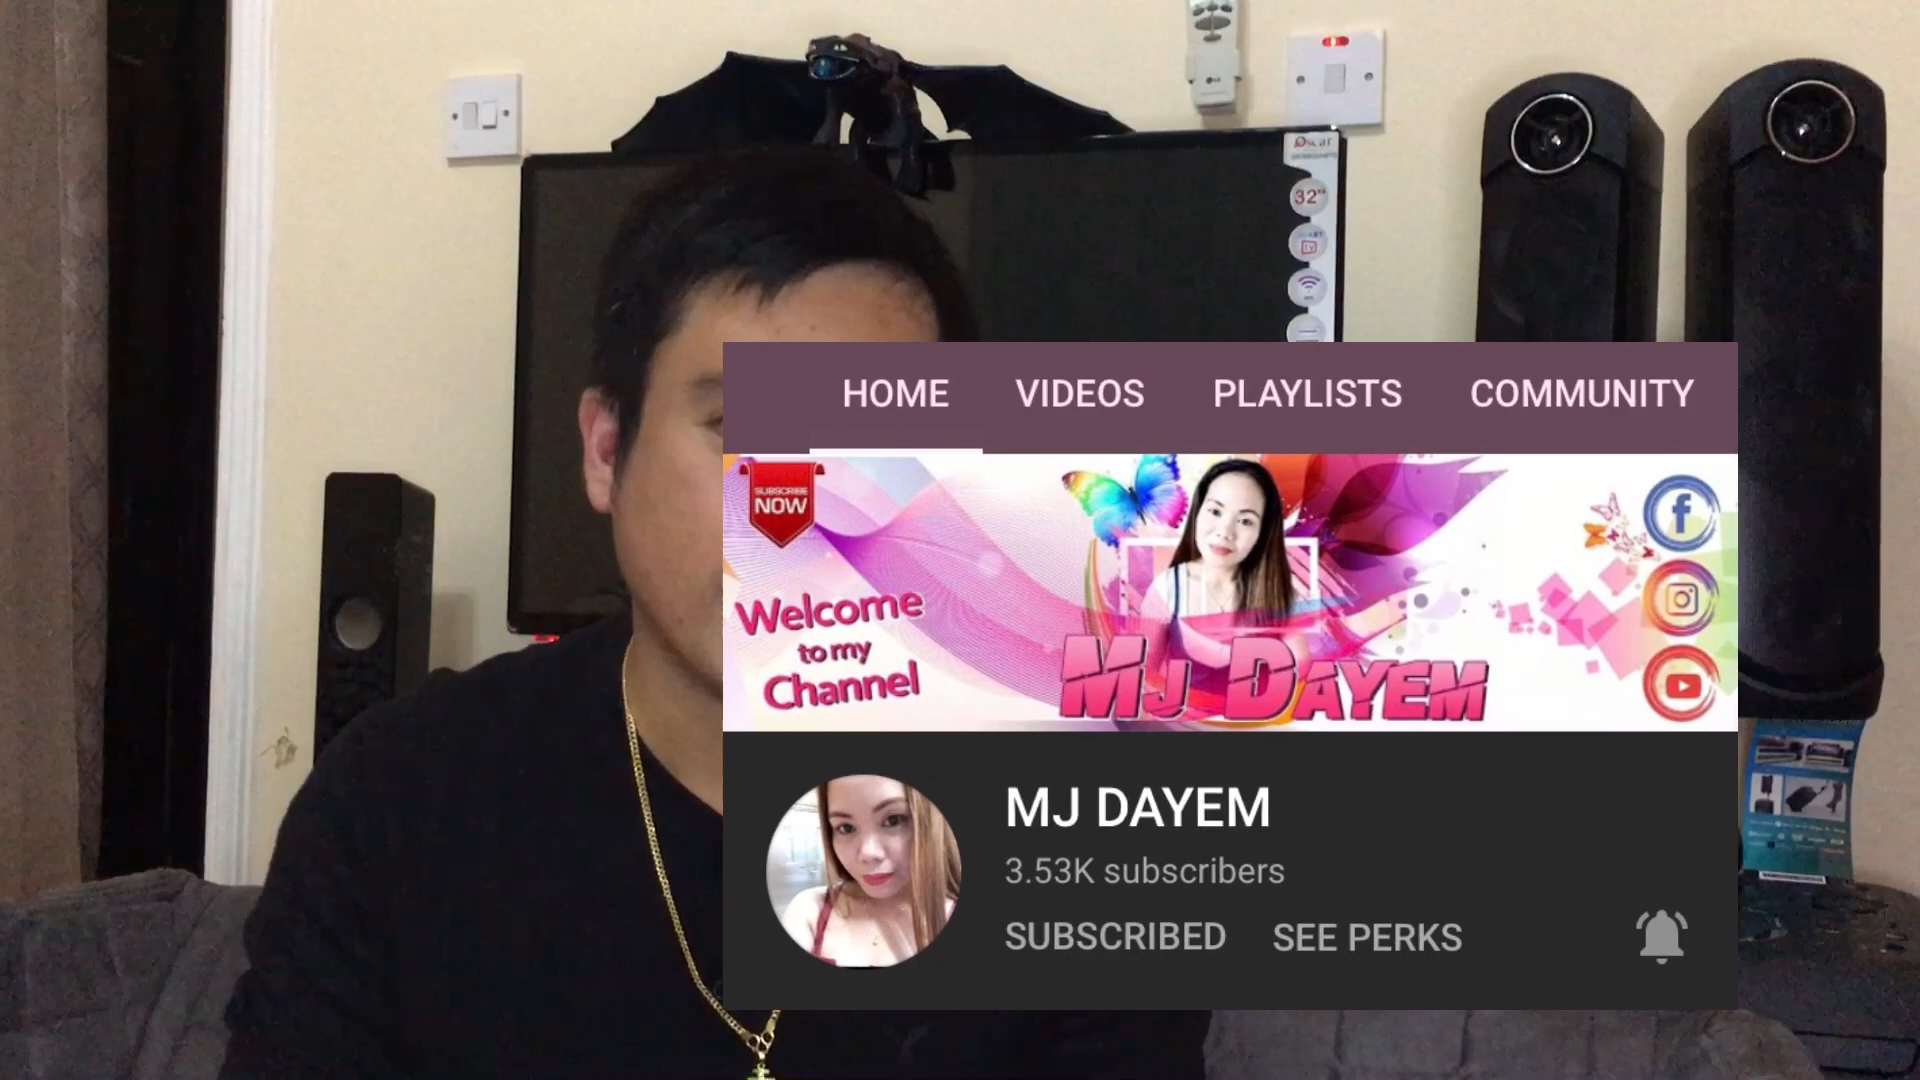 Oscar
32"
HOME VIDEOS PLAYLISTS COMMUNITY
SUBSCRIBE
NOW
Welcome
to my
Channel
MJ DAYEM
MJ DAYEM
3.53K subscribers
SUBSCRIBED SEE PERKS